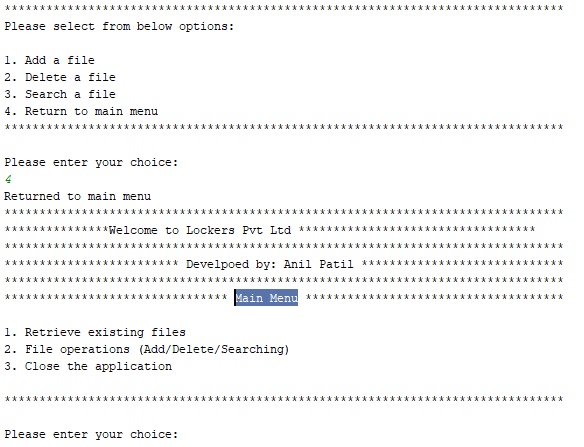 ********************************************************************************
Please select from below options:
1. Add a file
2. Delete a file
3. Search a file
4. Return to main menu
********************************************************************************
Please enter your choice:
4
Returned to main menu
********************************************************************************
***************Welcome to Lockers Pvt Ltd **********************************
********************************************************************************
************************* Develpoed by: Anil Patil *****************************
********************************************************************************
******************************** Main Menu *************************************
1. Retrieve existing files
2. File operations (Add/Delete/Searching)
3. Close the application
********************************************************************************
Please enter your choice: